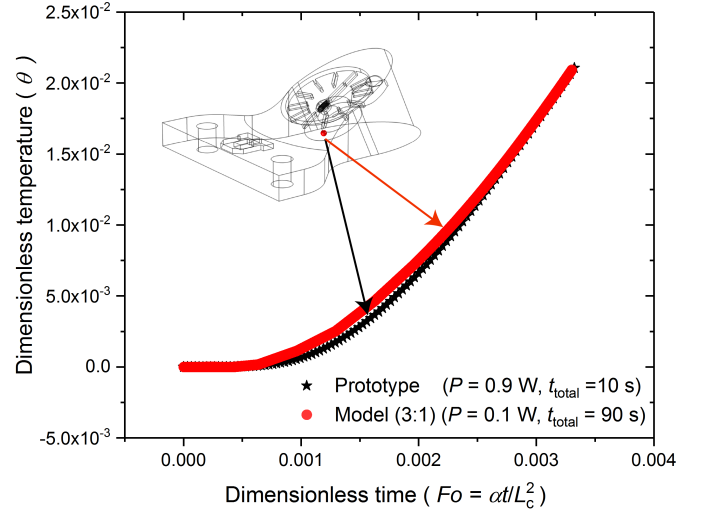 2.5x10⁻²
2.0x10⁻²
1.5x10⁻²
1.0x10⁻²
5.0x10⁻³
0.0
-5.0x10⁻³
Dimensionless temperature ( θ )
Prototype (P = 0.9 W, t_total =10 s)
Model (3:1) (P = 0.1 W, t_total = 90 s)
0.000 0.001 0.002 0.003 0.004
Dimensionless time ( Fo = αt/L_c² )